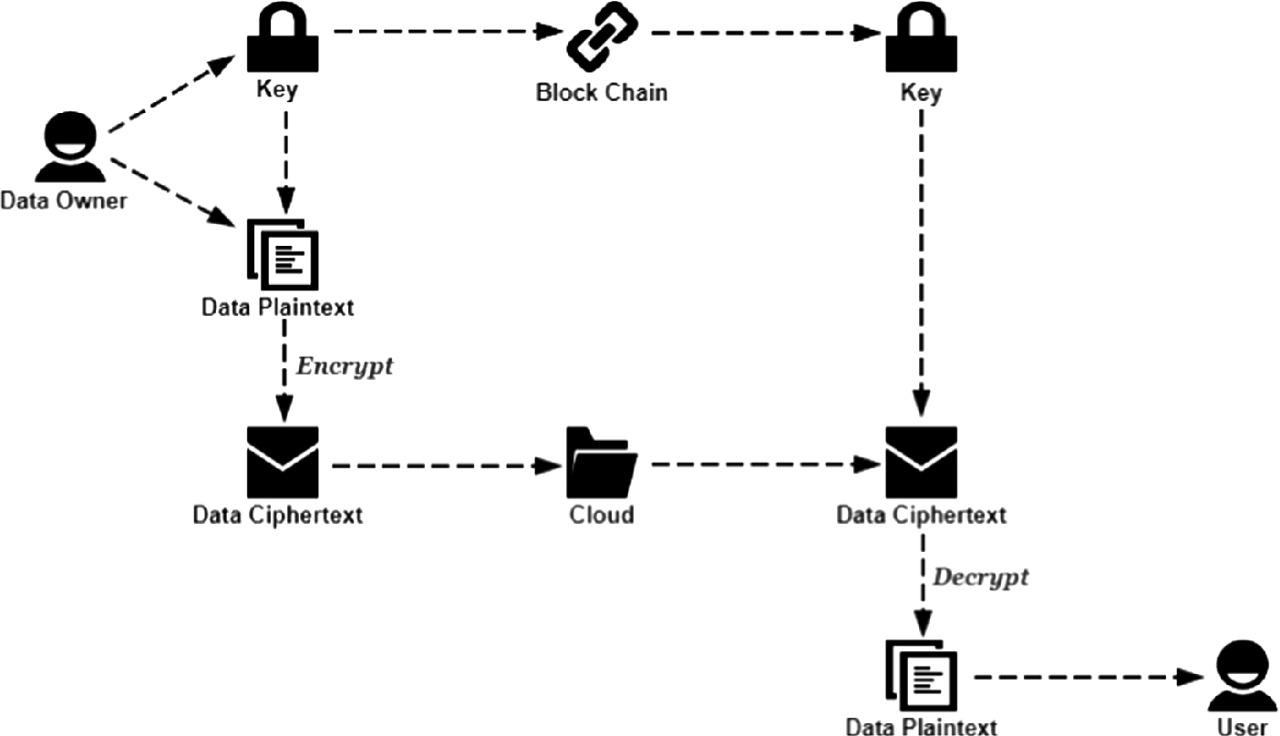 Key
Block Chain
Key
Data Owner
Data Plaintext
Encrypt
Data Ciphertext
Cloud
Data Ciphertext
Decrypt
Data Plaintext
User